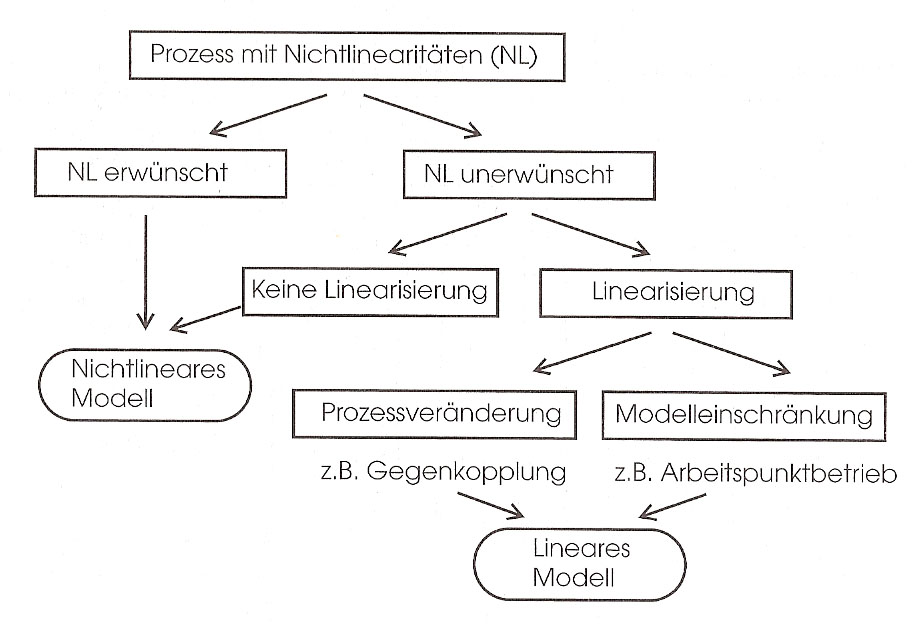 Prozess mit Nichtlinearitäten (NL)
NL erwünscht
NL unerwünscht
Keine Linearisierung
Linearisierung
Nichtlineares
Modell
Prozessveränderung
Modelleinschränkung
z.B. Gegenkopplung
z.B. Arbeitspunktbetrieb
Lineares
Modell